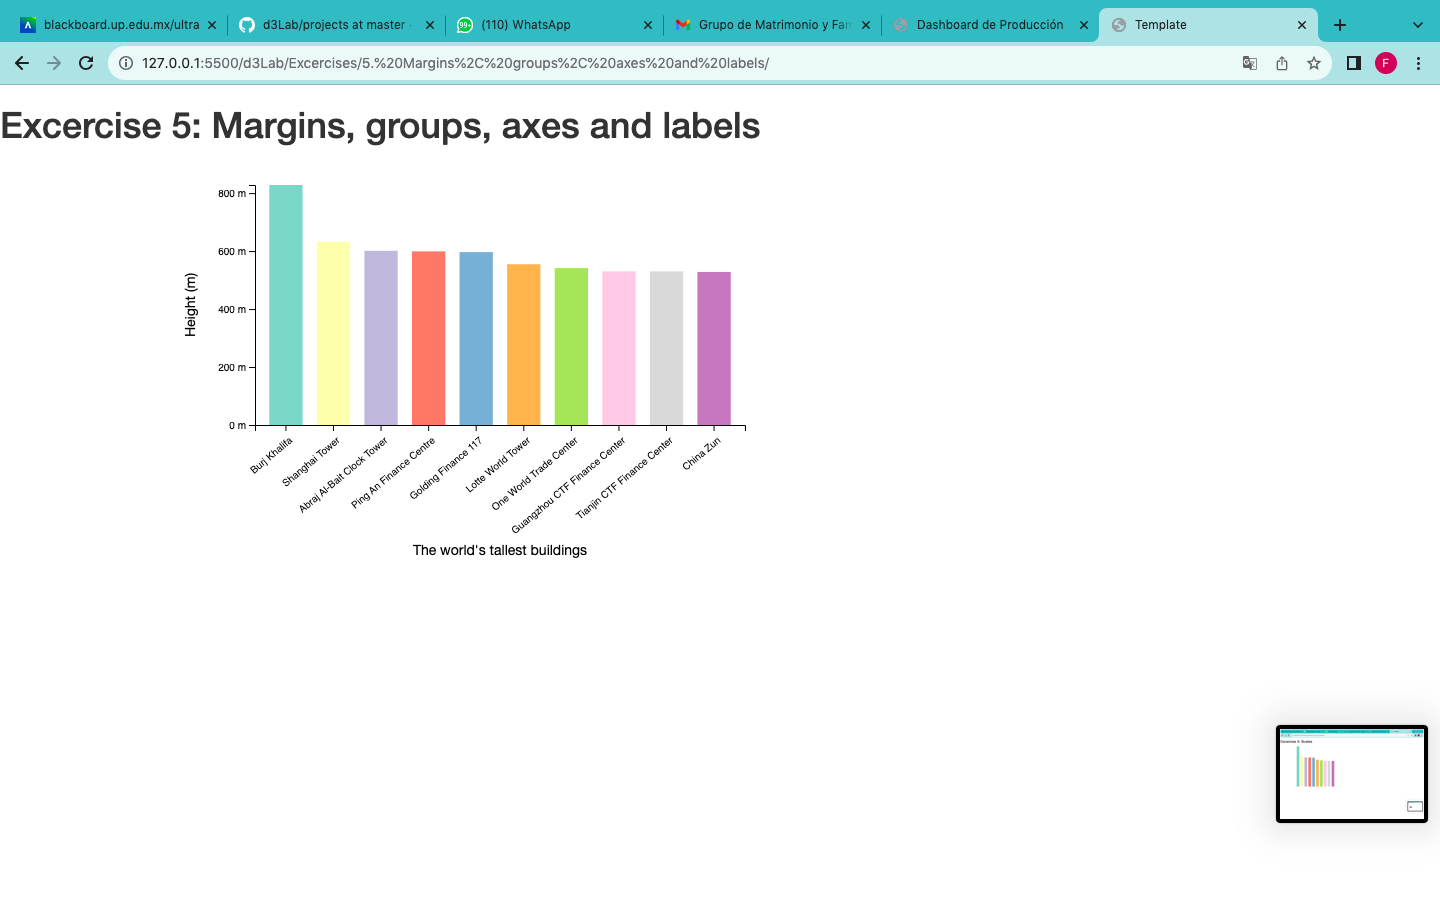 blackboard.up.edu.mx/ultra
d3Lab/projects at master ·
(110) WhatsApp
Grupo de Matrimonio y Fam
Dashboard de Producción
Template
127.0.0.1:5500/d3Lab/Excercises/5.%20Margins%2C%20groups%2C%20axes%20and%20labels/
F
Excercise 5: Margins, groups, axes and labels
800 m
600 m
400 m
200 m
0 m
Height (m)
Burj Khalifa
Shanghai Tower
Abraj Al-Bait Clock Tower
Ping An Finance Centre
Golding Finance 117
Lotte World Tower
One World Trade Center
Guangzhou CTF Finance Center
Tianjin CTF Finance Center
China Zun
The world's tallest buildings
Excercise 4: Scales